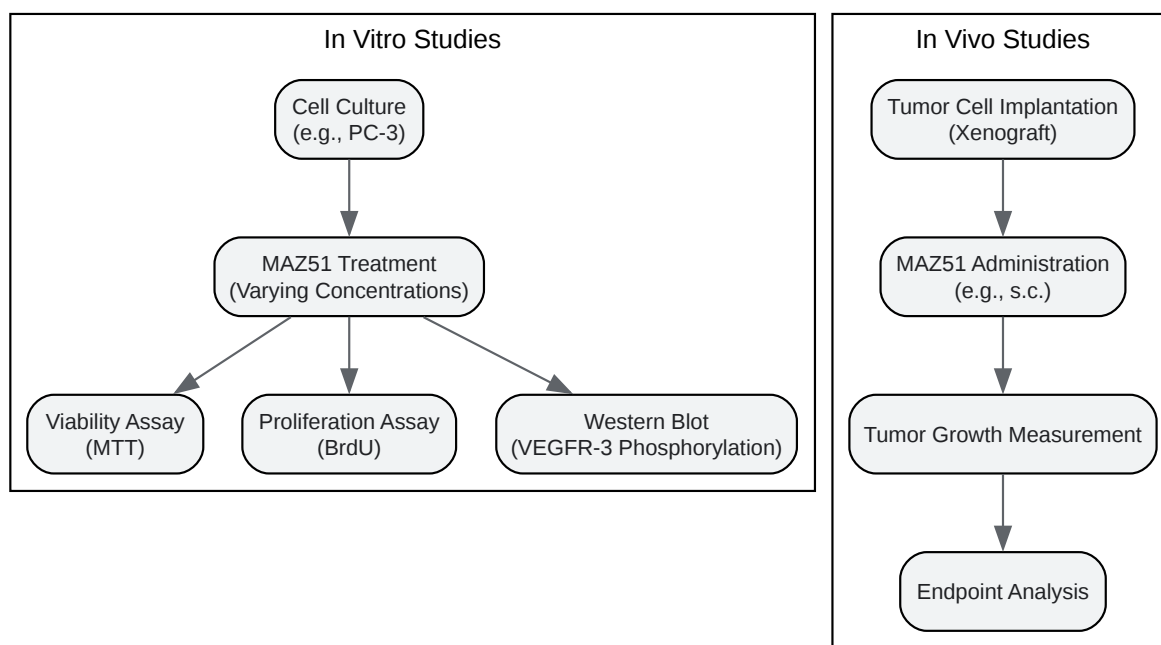 In Vitro Studies
Cell Culture
(e.g., PC-3)
MAZ51 Treatment
(Varying Concentrations)
Viability Assay
(MTT)
Proliferation Assay
(BrdU)
Western Blot
(VEGFR-3 Phosphorylation)
In Vivo Studies
Tumor Cell Implantation
(Xenograft)
MAZ51 Administration
(e.g., s.c.)
Tumor Growth Measurement
Endpoint Analysis